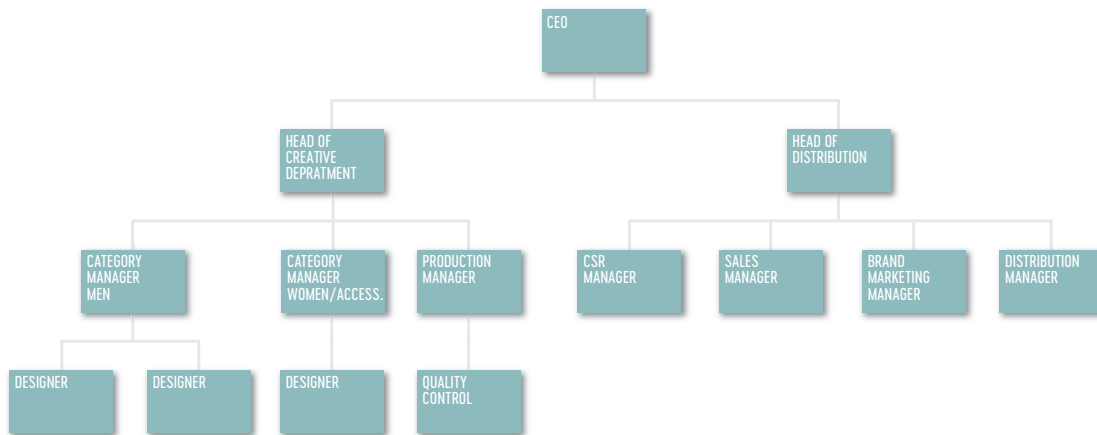 CEO
HEAD OF
CREATIVE
DEPRATMENT
HEAD OF
DISTRIBUTION
CATEGORY
MANAGER
MEN
CATEGORY
MANAGER
WOMEN/ACCESS.
PRODUCTION
MANAGER
CSR
MANAGER
SALES
MANAGER
BRAND
MARKETING
MANAGER
DISTRIBUTION
MANAGER
DESIGNER
DESIGNER
DESIGNER
QUALITY
CONTROL